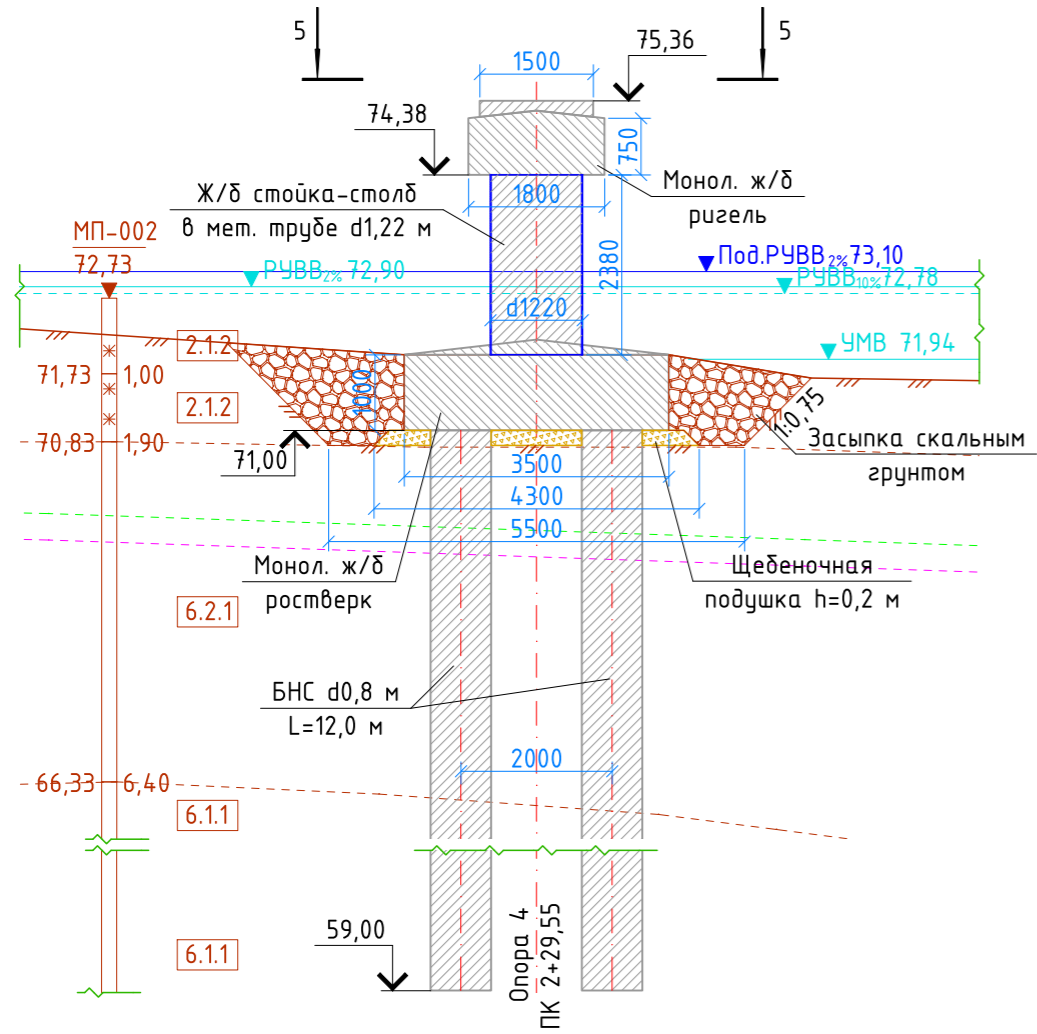 5
5
75,36
1500
74,38
750
Ж/б стойка-столб
в мет. трубе d1,22 м
1800
Монол. ж/б
ригель
МП-002
72,73
РУВВ2% 72,90
2380
Под.РУВВ2% 73,10
РУВВ10% 72,78
d1220
2.1.2
УМВ 71,94
71,73
1,00
2.1.2
1000
1:0,75
70,83
1,90
71,00
Засыпка скальным
грунтом
3500
4300
5500
Монол. ж/б
ростверк
Щебеночная
подушка h=0,2 м
6.2.1
БНС d0,8 м
L=12,0 м
2000
66,33
6,40
6.1.1
59,00
Опора 4
ПК 2+29,55
6.1.1